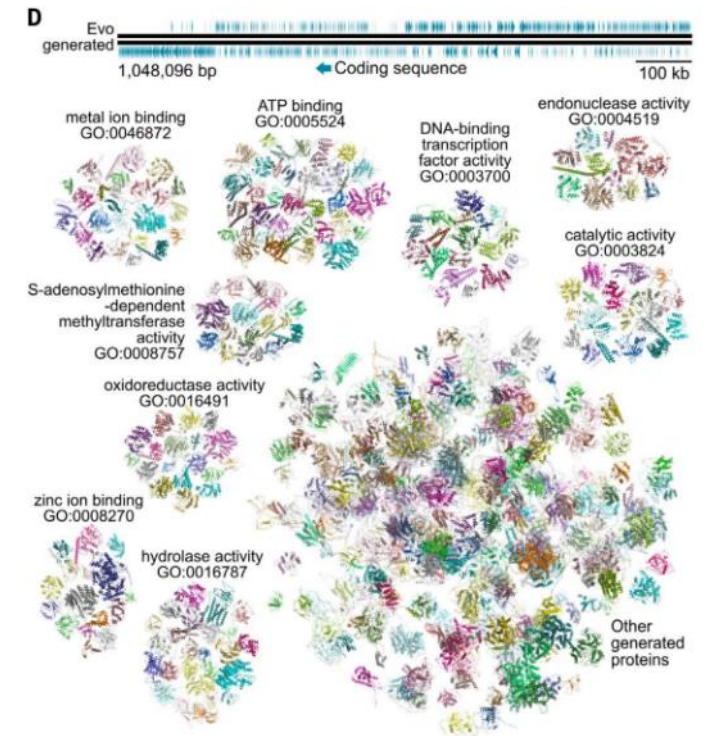 D
Evo
generated
1,048,096 bp
Coding sequence
100 kb
metal ion binding
GO:0046872
ATP binding
GO:0005524
DNA-binding
transcription
factor activity
GO:0003700
endonuclease activity
GO:0004519
catalytic activity
GO:0003824
S-adenosylmethionine
-dependent
methyltransferase
activity
GO:0008757
oxidoreductase activity
GO:0016491
zinc ion binding
GO:0008270
hydrolase activity
GO:0016787
Other
generated
proteins